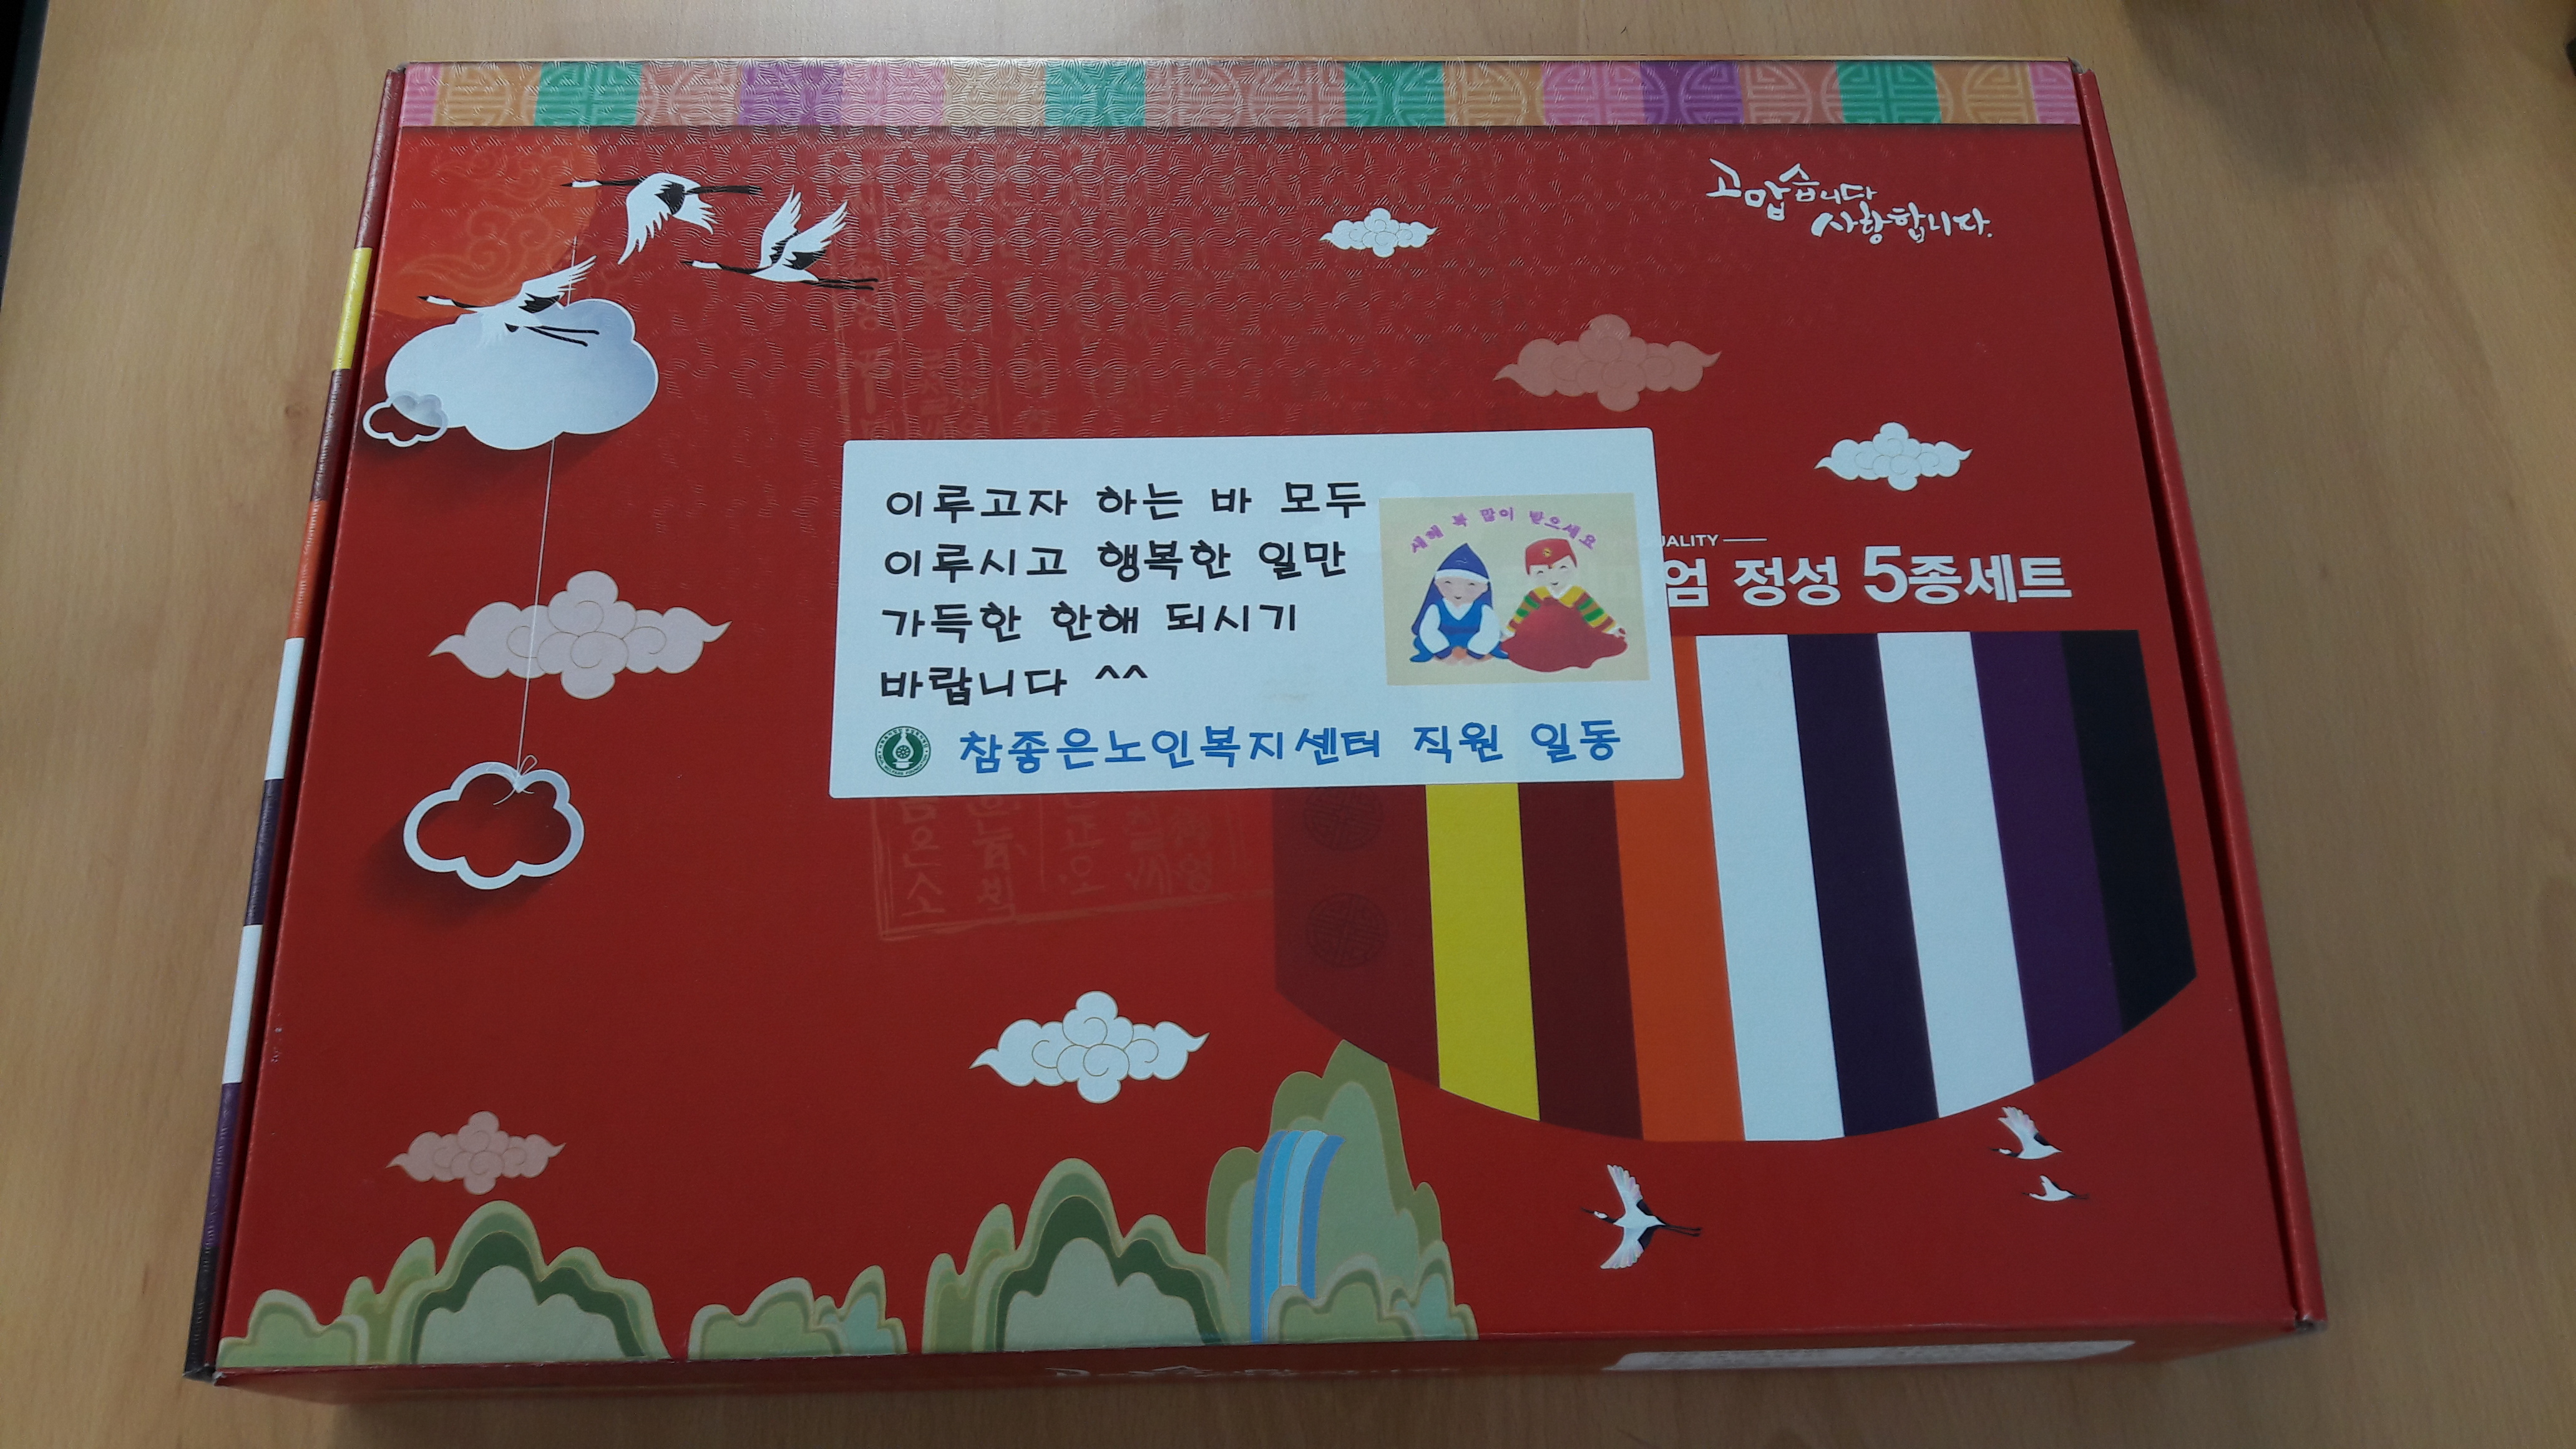 고맙습니다
사랑합니다.
이루고자 하는 바 모두
이루시고 행복한 일만
가득한 한해 되시기
바랍니다 ^^
참좋은노인복지센터 직원 일동
새해 복 많이 받으세요
정성 5종세트